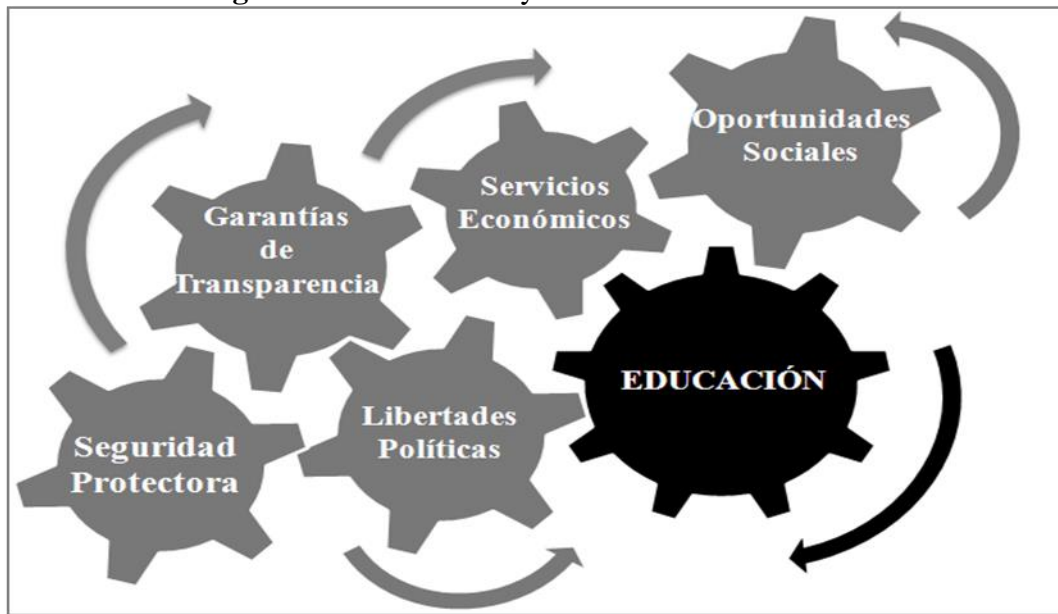 Oportunidades
Sociales
Servicios
Económicos
Garantías
de
Transparencia
EDUCACIÓN
Libertades
Políticas
Seguridad
Protectora